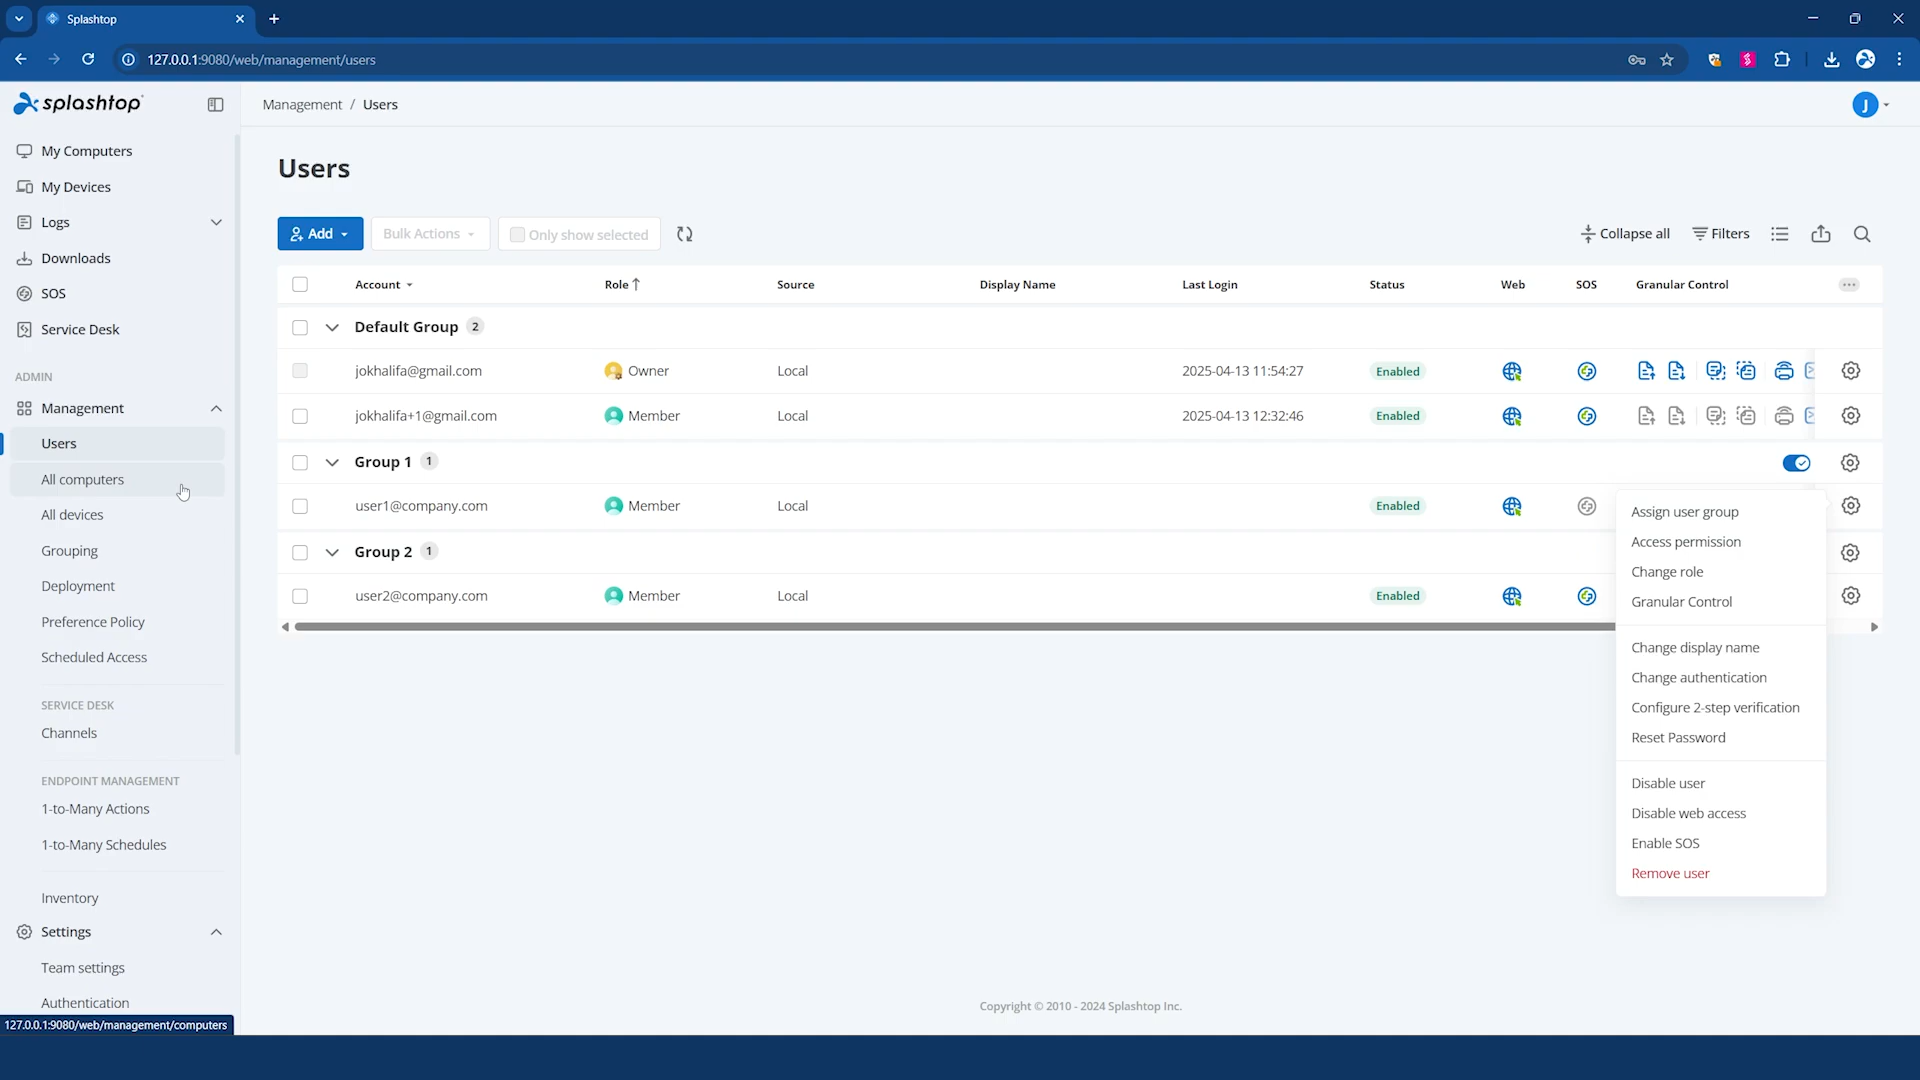 Splashtop
127.0.0.1:9080/web/management/users
splashtop
Management / Users
J
My Computers
My Devices
Logs
Downloads
SOS
Service Desk
ADMIN
Management
Users
All computers
All devices
Grouping
Deployment
Preference Policy
Scheduled Access
SERVICE DESK
Channels
ENDPOINT MANAGEMENT
1-to-Many Actions
1-to-Many Schedules
Inventory
Settings
Team settings
Authentication
127.0.0.1:9080/web/management/computers
Users
Add Bulk Actions Only show selected Collapse all Filters
Account Role Source Display Name Last Login Status Web SOS Granular Control
Default Group 2
jokhalifa@gmail.com Owner Local 2025-04-13 11:54:27 Enabled
jokhalifa+1@gmail.com Member Local 2025-04-13 12:32:46 Enabled
Group 1 1
user1@company.com Member Local Enabled
Group 2 1
user2@company.com Member Local Enabled
Assign user group
Access permission
Change role
Granular Control
Change display name
Change authentication
Configure 2-step verification
Reset Password
Disable user
Disable web access
Enable SOS
Remove user
Copyright © 2010 - 2024 Splashtop Inc.